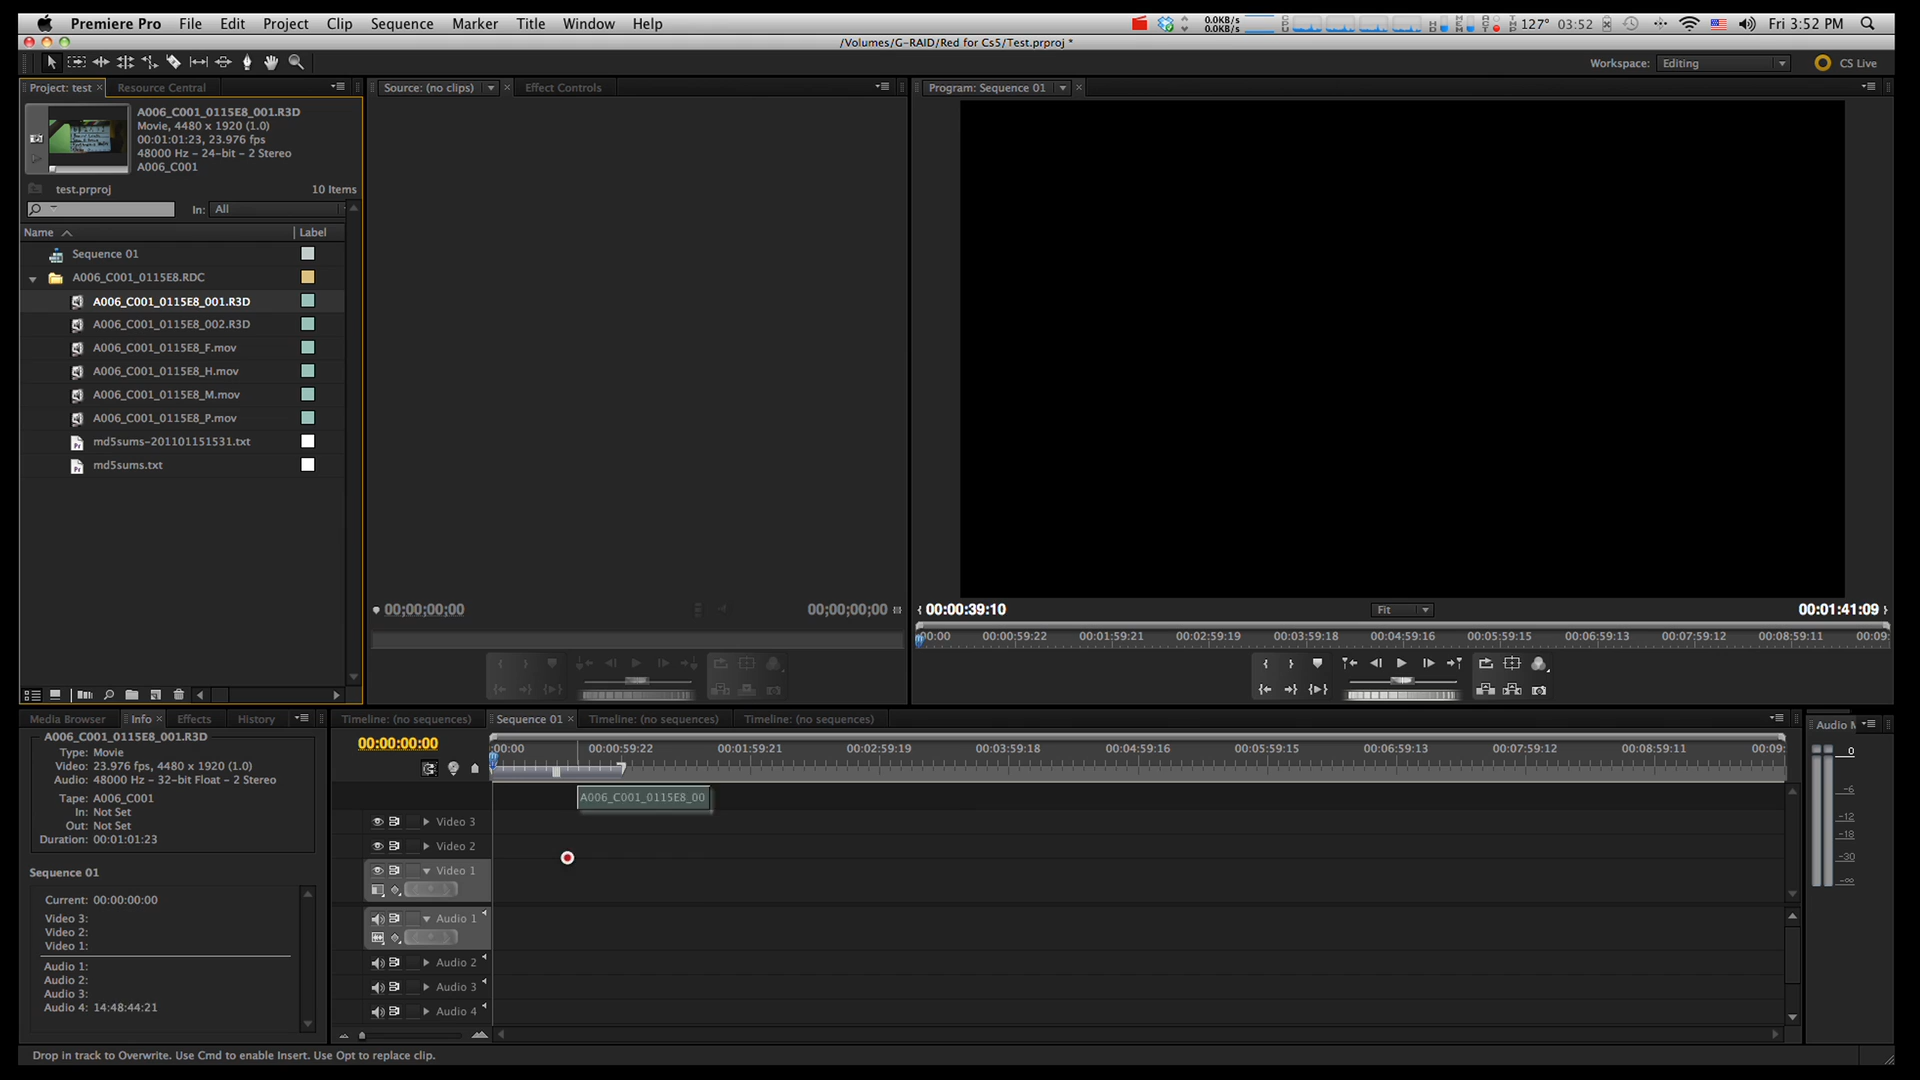 Premiere Pro File Edit Project Clip Sequence Marker Title Window Help
0.0KB/s
0.0KB/s
127° 03:52 Fri 3:52 PM
/Volumes/G-RAID/Red for Cs5/Test.prproj *
Workspace: Editing CS Live
Project: test × Resource Central
Source: (no clips) × Effect Controls
Program: Sequence 01 ×
A006_C001_0115E8_001.R3D
Movie, 4480 x 1920 (1.0)
00:01:01:23, 23.976 fps
48000 Hz - 24-bit - 2 Stereo
A006_C001
test.prproj 10 Items
In: All
Name Label
Sequence 01
A006_C001_0115E8.RDC
A006_C001_0115E8_001.R3D
A006_C001_0115E8_002.R3D
A006_C001_0115E8_F.mov
A006_C001_0115E8_H.mov
A006_C001_0115E8_M.mov
A006_C001_0115E8_P.mov
md5sums-201101151531.txt
md5sums.txt
00;00;00;00 00;00;00;00
00:00:39:10 Fit 00:01:41:09
00:00 00:00:59:22 00:01:59:21 00:02:59:19 00:03:59:18 00:04:59:16 00:05:59:15 00:06:59:13 00:07:59:12 00:08:59:11 00:09:
Media Browser Info × Effects History
A006_C001_0115E8_001.R3D
Type: Movie
Video: 23.976 fps, 4480 x 1920 (1.0)
Audio: 48000 Hz - 32-bit Float - 2 Stereo
Tape: A006_C001
In: Not Set
Out: Not Set
Duration: 00:01:01:23
Sequence 01
Current: 00:00:00:00
Video 3:
Video 2:
Video 1:
Audio 1:
Audio 2:
Audio 3:
Audio 4: 14:48:44:21
Timeline: (no sequences) Sequence 01 × Timeline: (no sequences) Timeline: (no sequences)
00:00:00:00
:00:00 00:00:59:22 00:01:59:21 00:02:59:19 00:03:59:18 00:04:59:16 00:05:59:15 00:06:59:13 00:07:59:12 00:08:59:11 00:09:
A006_C001_0115E8_00
Video 3
Video 2
Video 1
Audio 1
Audio 2
Audio 3
Audio 4
Audio M
0
-6
-12
-18
-30
-∞
Drop in track to Overwrite. Use Cmd to enable Insert. Use Opt to replace clip.